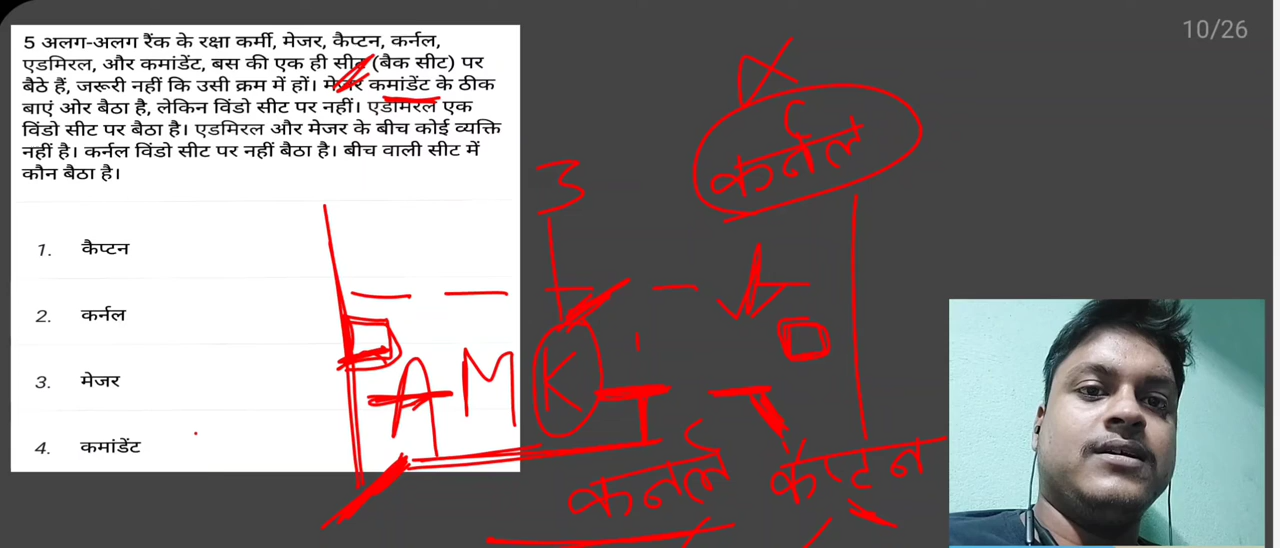 10/26
5 अलग-अलग रैंक के रक्षा कर्मी, मेजर, कैप्टन, कर्नल,
एडमिरल, और कमांडेंट, बस की एक ही सीट (बैक सीट) पर
बैठे हैं, जरूरी नहीं कि उसी क्रम में हों। मेजर कमांडेंट के ठीक
बाएं ओर बैठा है, लेकिन विंडो सीट पर नहीं। एडमिरल एक
विंडो सीट पर बैठा है। एडमिरल और मेजर के बीच कोई व्यक्ति
नहीं है। कर्नल विंडो सीट पर नहीं बैठा है। बीच वाली सीट में
कौन बैठा है।
कर्नल
3
1. कैप्टन
2. कर्नल
3. मेजर
A M K
4. कमांडेंट
कर्नल कैप्टन